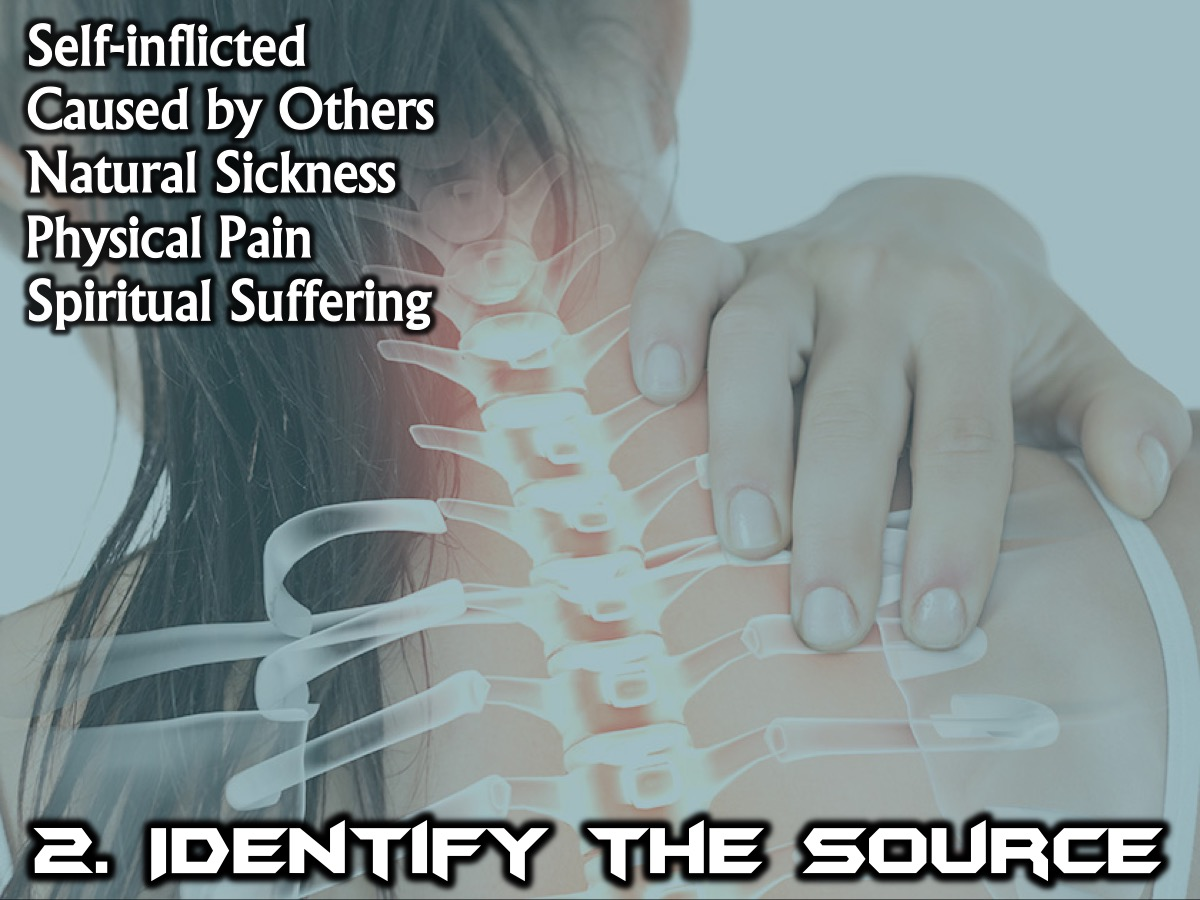 Self-inflicted
Caused by Others
Natural Sickness
Physical Pain
Spiritual Suffering
2. IDENTIFY THE SOURCE